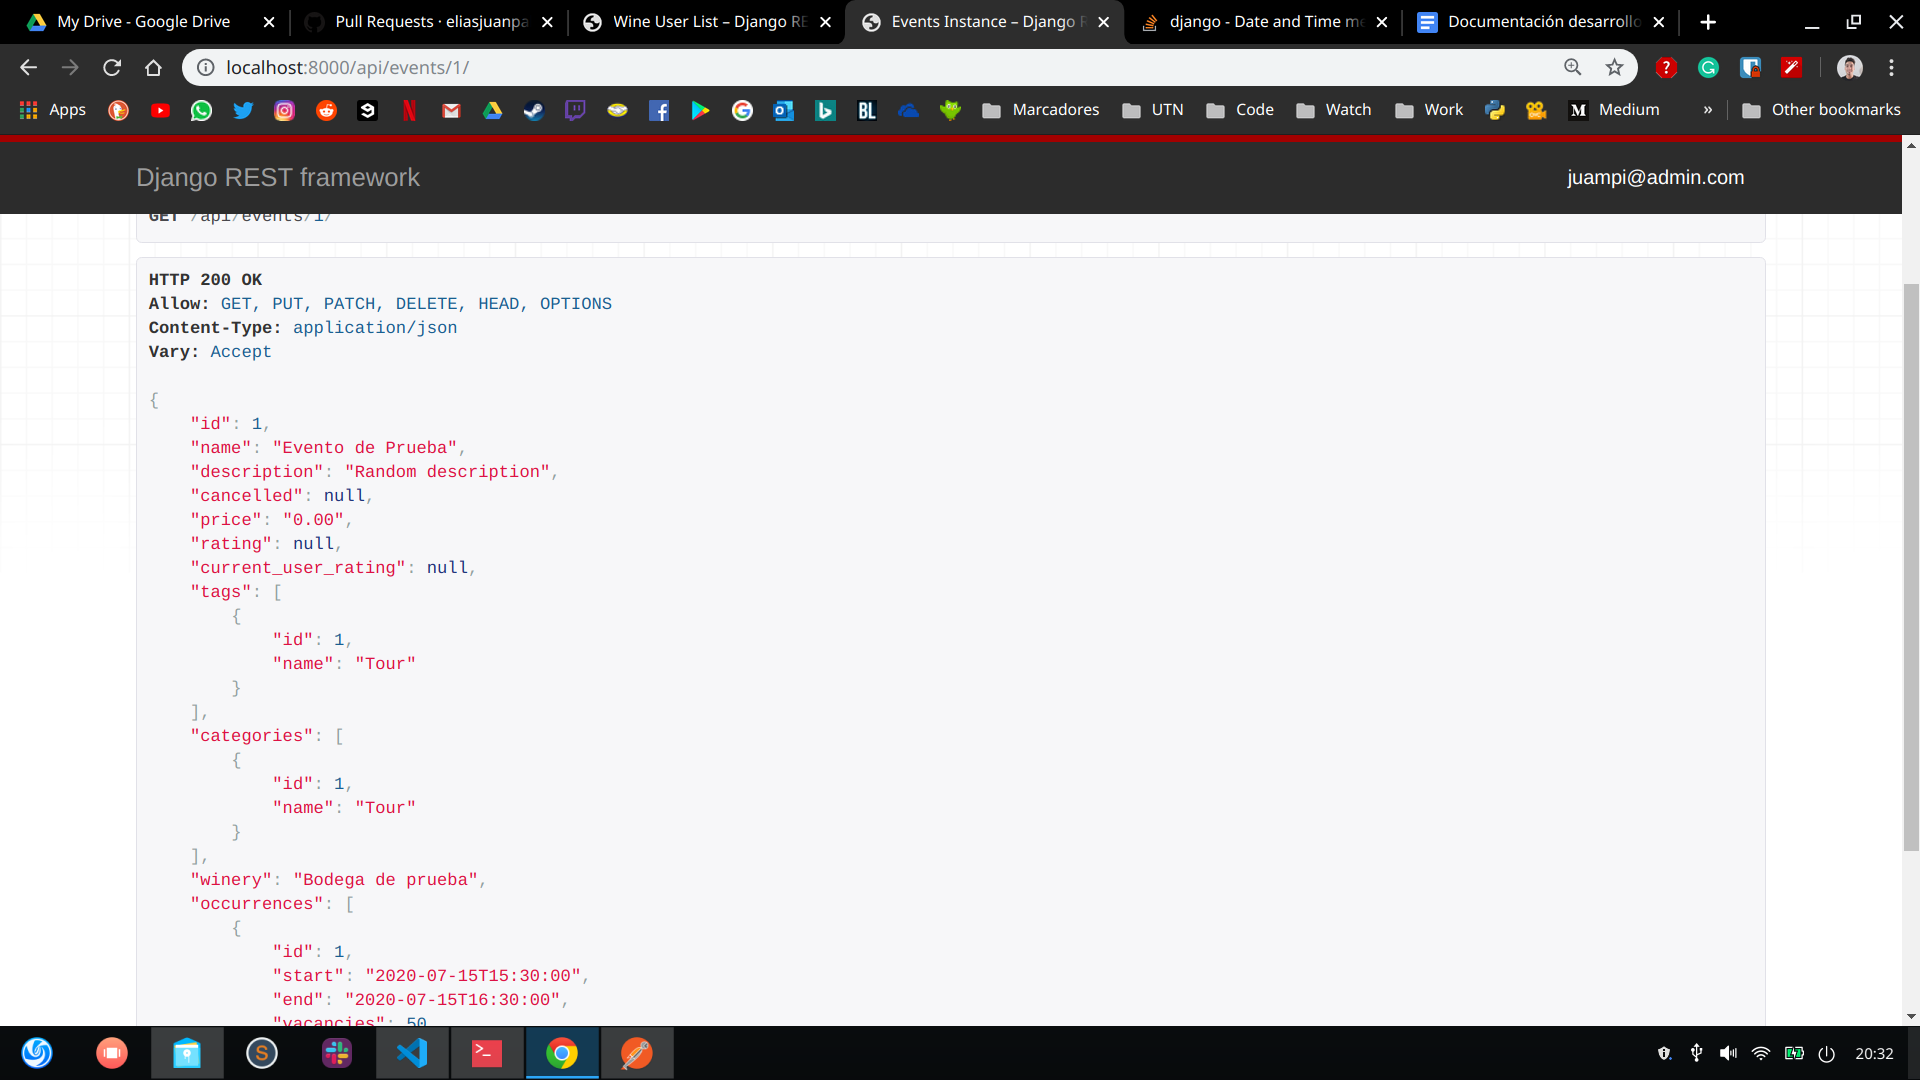 My Drive - Google Drive
Pull Requests · eliasjuanpa
Wine User List – Django RE
Events Instance – Django R
django - Date and Time me
Documentación desarrollo
localhost:8000/api/events/1/
Apps
BL
Marcadores
UTN
Code
Watch
Work
M
Medium
»
Other bookmarks
Django REST framework
juampi@admin.com
GET /api/events/1/
HTTP 200 OK
Allow: GET, PUT, PATCH, DELETE, HEAD, OPTIONS
Content-Type: application/json
Vary: Accept
{
"id": 1,
"name": "Evento de Prueba",
"description": "Random description",
"cancelled": null,
"price": "0.00",
"rating": null,
"current_user_rating": null,
"tags": [
{
"id": 1,
"name": "Tour"
}
],
"categories": [
{
"id": 1,
"name": "Tour"
}
],
"winery": "Bodega de prueba",
"occurrences": [
{
"id": 1,
"start": "2020-07-15T15:30:00",
"end": "2020-07-15T16:30:00",
"vacancies": 50
20:32